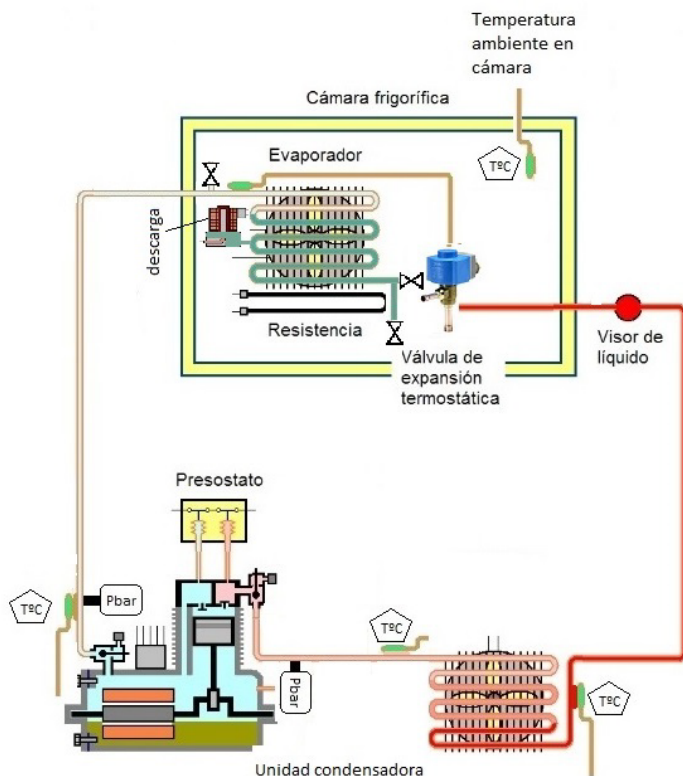 Temperatura
ambiente en
cámara
Cámara frigorífica
TºC
Evaporador
descarga
Resistencia
Válvula de
expansión
termostática
Visor de
líquido
Presostato
TºC
Pbar
TºC
Pbar
TºC
Unidad condensadora